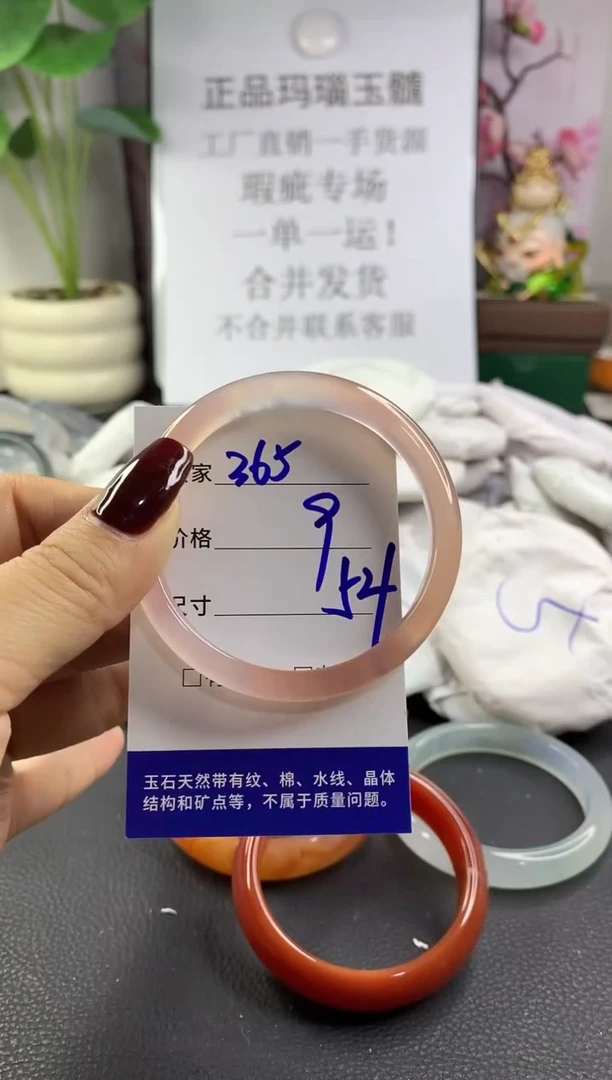 正品玛瑙玉髓
工厂直销一手货源
瑕疵专场
一单一运!
合并发货
不合并联系客服
家 365
价格 9
尺寸 54
玉石天然带有纹、棉、水线、晶体
结构和矿点等，不属于质量问题。